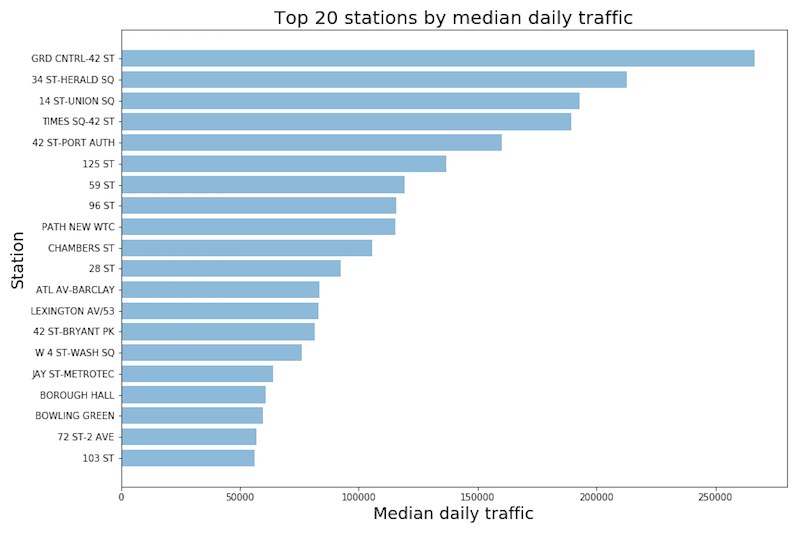 Top 20 stations by median daily traffic
Station
GRD CNTRL-42 ST
34 ST-HERALD SQ
14 ST-UNION SQ
TIMES SQ-42 ST
42 ST-PORT AUTH
125 ST
59 ST
96 ST
PATH NEW WTC
CHAMBERS ST
28 ST
ATL AV-BARCLAY
LEXINGTON AV/53
42 ST-BRYANT PK
W 4 ST-WASH SQ
JAY ST-METROTEC
BOROUGH HALL
BOWLING GREEN
72 ST-2 AVE
103 ST
0 50000 100000 150000 200000 250000
Median daily traffic